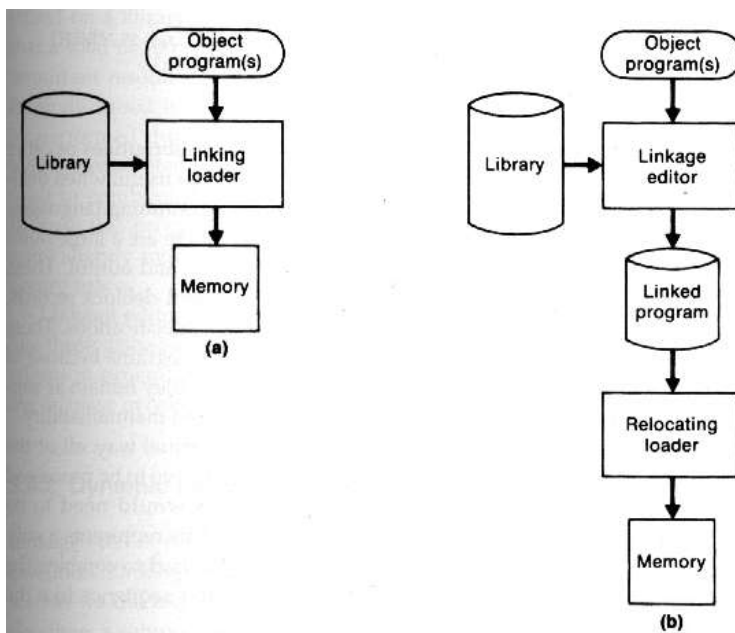 Object
program(s)
Library
Linking
loader
Memory
(a)
Object
program(s)
Library
Linkage
editor
Linked
program
Relocating
loader
Memory
(b)